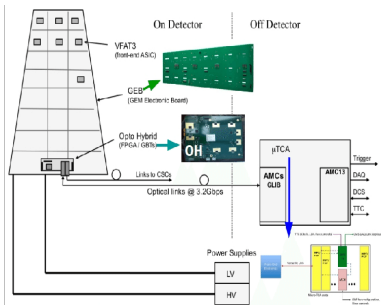 On Detector
Off Detector
VFAT3
(front-end ASIC)
GEB
(GEM Electronic Board)
Opto Hybrid
(FPGA / GBTs)
OH
Links to CSCs
Optical links @ 3.2Gbps
μTCA
AMCs
GLIB
AMC13
Trigger
DAQ
DCS
TTC
Power Supplies
LV
HV